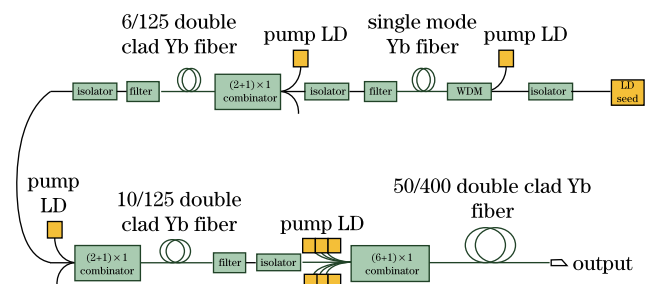 6/125 double
clad Yb fiber
pump LD
single mode
Yb fiber
pump LD
isolator
filter
(2+1)×1
combinator
isolator
filter
WDM
isolator
LD
seed
pump
LD
10/125 double
clad Yb fiber
pump LD
50/400 double clad Yb
fiber
(2+1)×1
combinator
filter
isolator
(6+1)×1
combinator
output